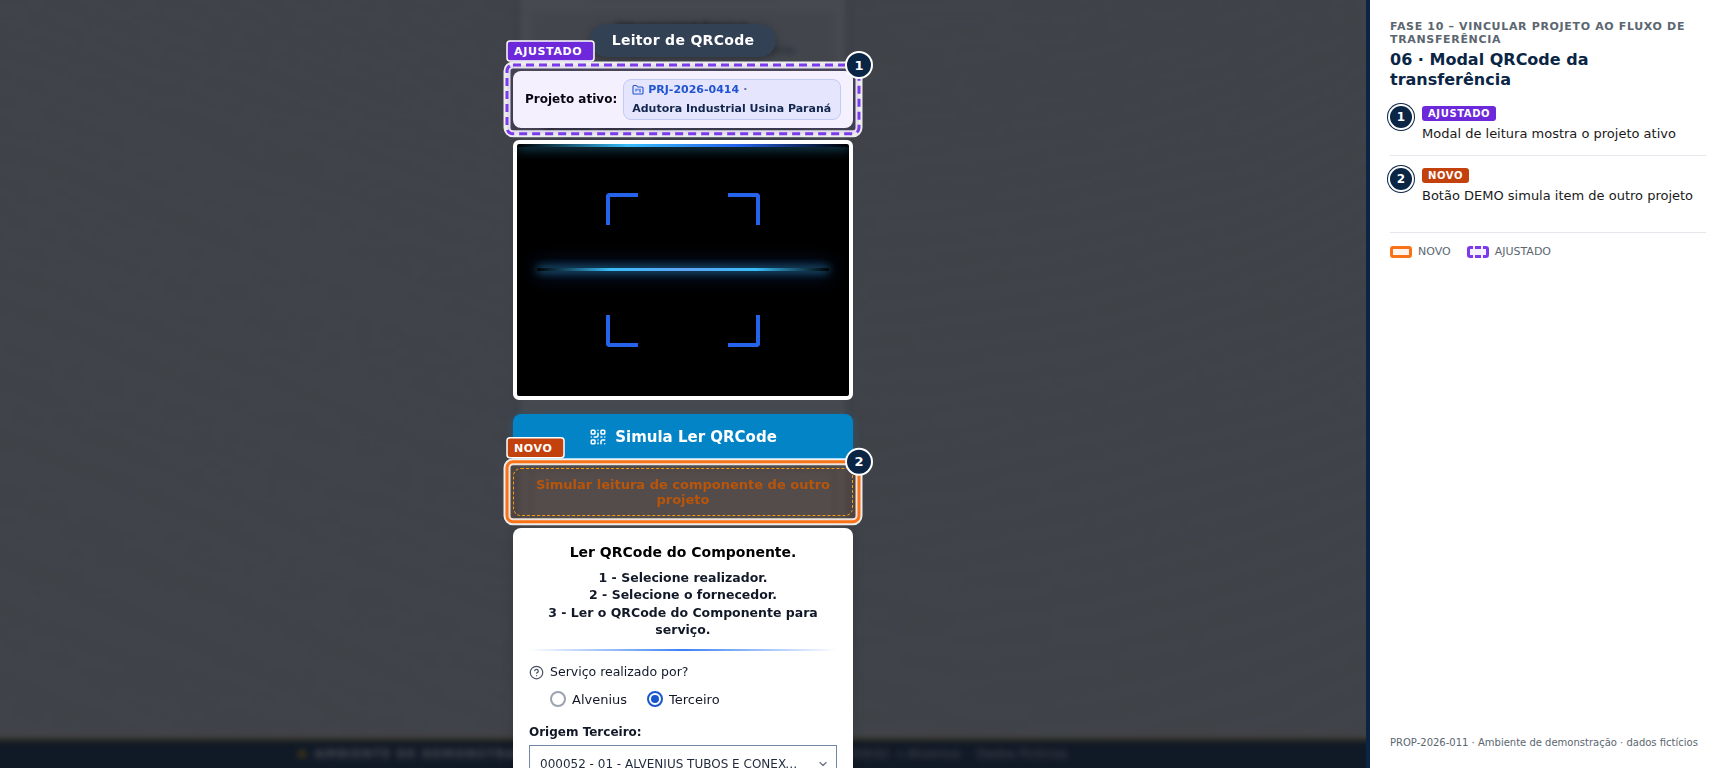 Leitor de QRCode
AJUSTADO
1
Projeto ativo:
PRJ-2026-0414 ·
Adutora Industrial Usina Paraná
Simula Ler QRCode
NOVO
2
Simular leitura de componente de outro
projeto
Ler QRCode do Componente.
1 - Selecione realizador.
2 - Selecione o fornecedor.
3 - Ler o QRCode do Componente para
serviço.
Serviço realizado por?
Alvenius
Terceiro
Origem Terceiro:
000052 - 01 - ALVENIUS TUBOS E CONEX...
AMBIENTE DE DEMONSTRA
FASE 10 – VINCULAR PROJETO AO FLUXO DE
TRANSFERÊNCIA
06 · Modal QRCode da
transferência
1
AJUSTADO
Modal de leitura mostra o projeto ativo
2
NOVO
Botão DEMO simula item de outro projeto
NOVO
AJUSTADO
PROP-2026-011 · Ambiente de demonstração · dados fictícios